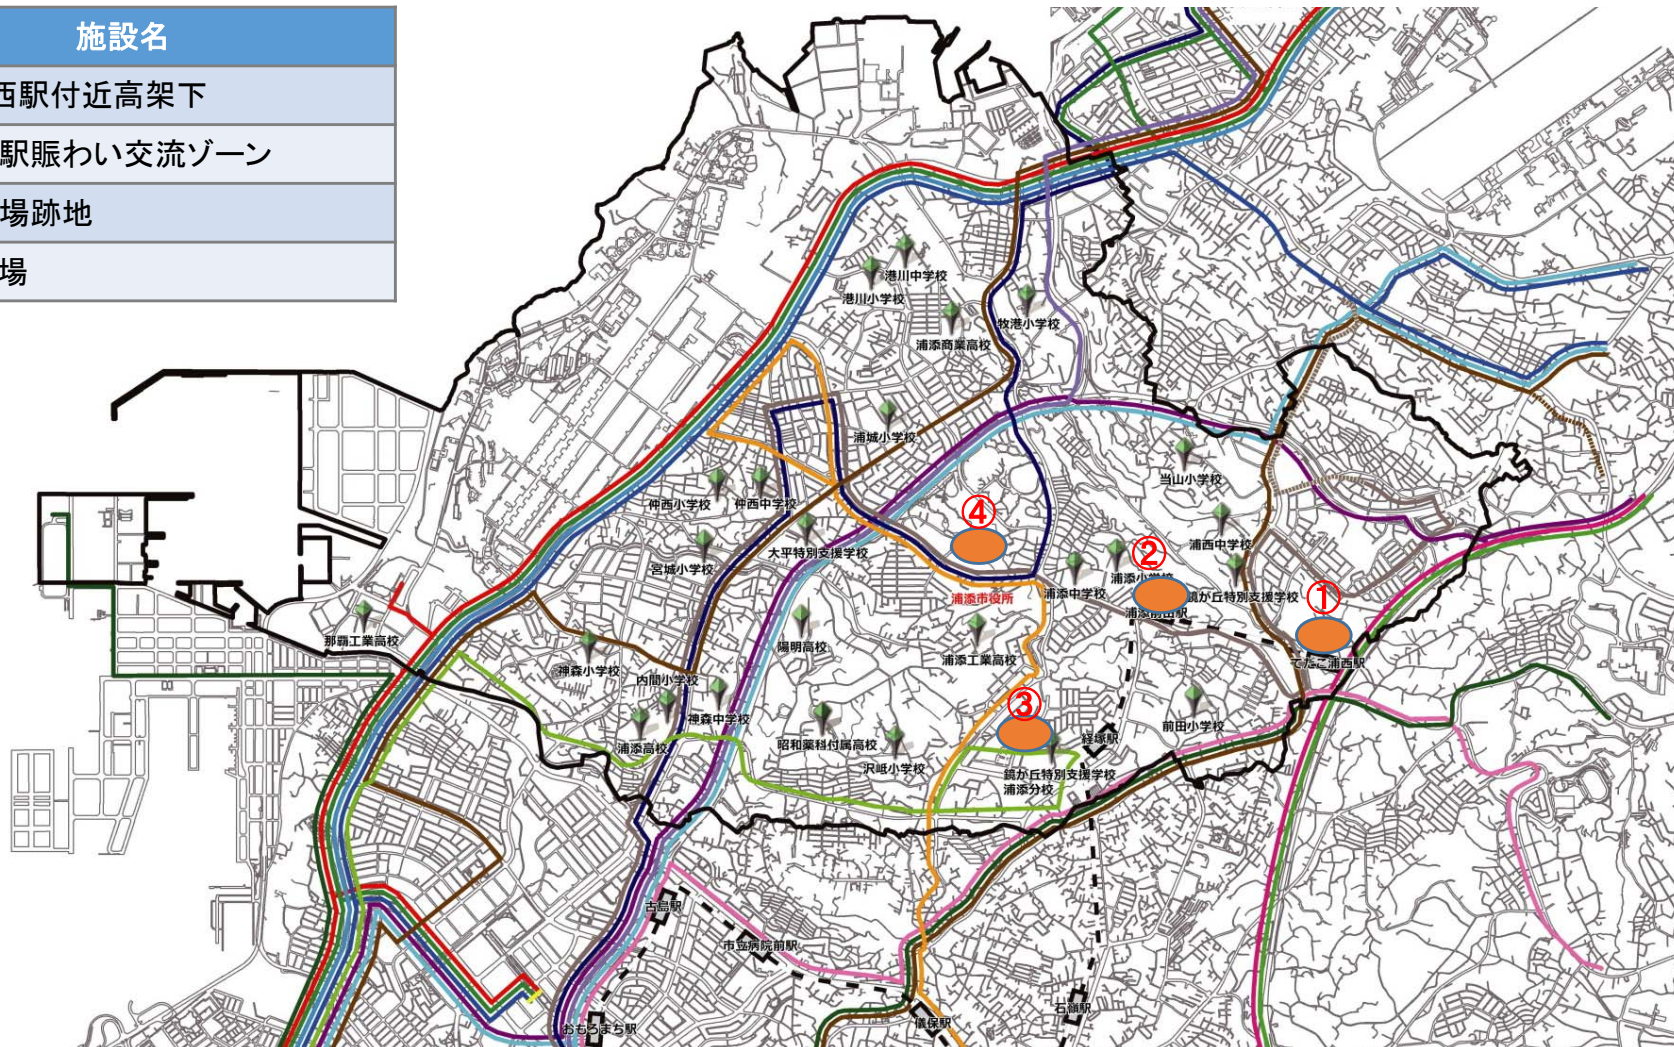 施設名
西駅付近高架下
駅賑わい交流ゾーン
場跡地
場
港川中学校
港川小学校
牧港小学校
浦添商業高校
浦城小学校
当山小学校
仲西小学校
仲西中学校
④
大平特別支援学校
浦西中学校
②
宮城小学校
浦添小学校
浦添市役所
浦添中学校
鏡が丘特別支援学校
①
浦添前田駅
那覇工業高校
陽明高校
浦添工業高校
てだこ浦西駅
神森小学校
内間小学校
③
神森中学校
前田小学校
浦添高校
昭和薬科付属高校
経塚駅
沢岻小学校
鏡が丘特別支援学校
浦添分校
古島駅
市立病院前駅
石嶺駅
おもろまち駅
儀保駅